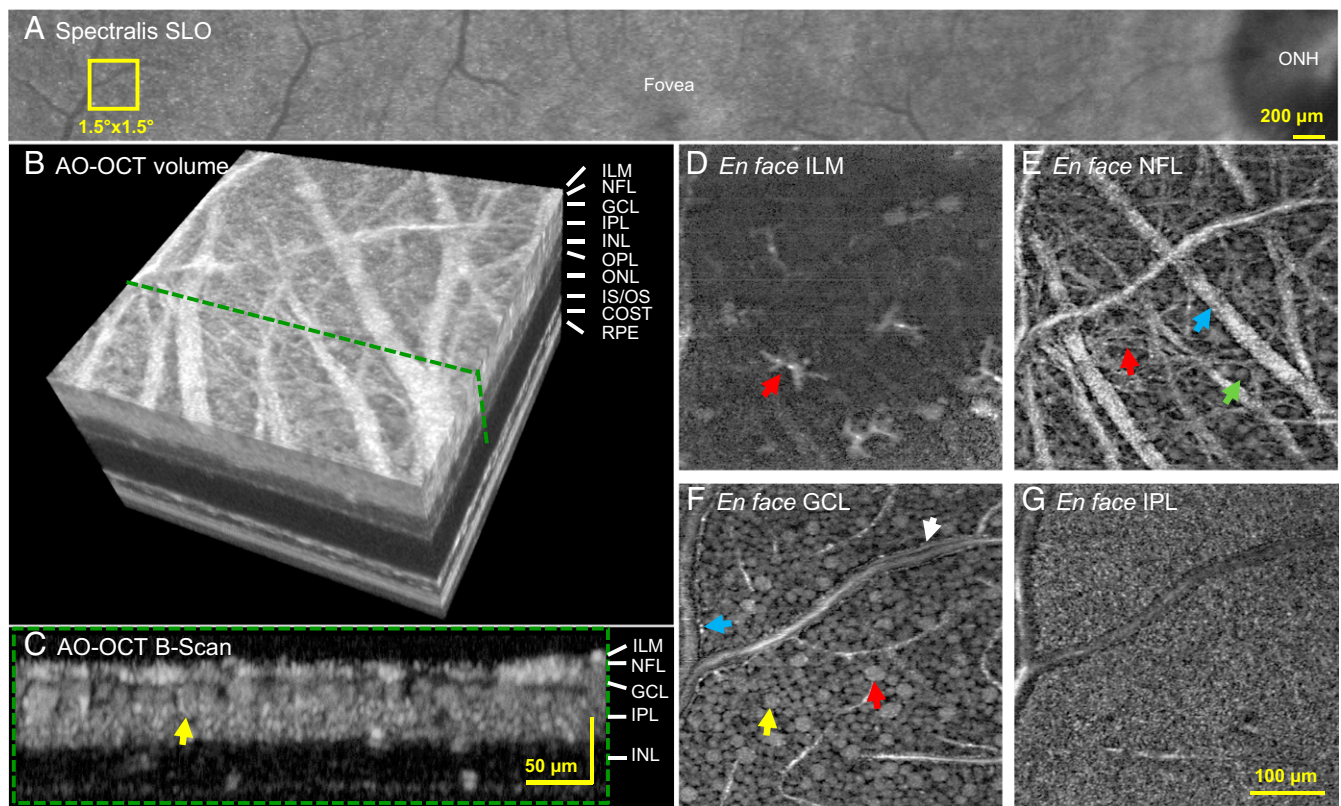 A Spectralis SLO
ONH
Fovea
1.5°x1.5°
200 µm
B AO-OCT volume
ILM
NFL
GCL
IPL
INL
OPL
ONL
IS/OS
COST
RPE
C AO-OCT B-Scan
ILM
NFL
GCL
IPL
INL
50 µm
D En face ILM
E En face NFL
F En face GCL
G En face IPL
100 µm